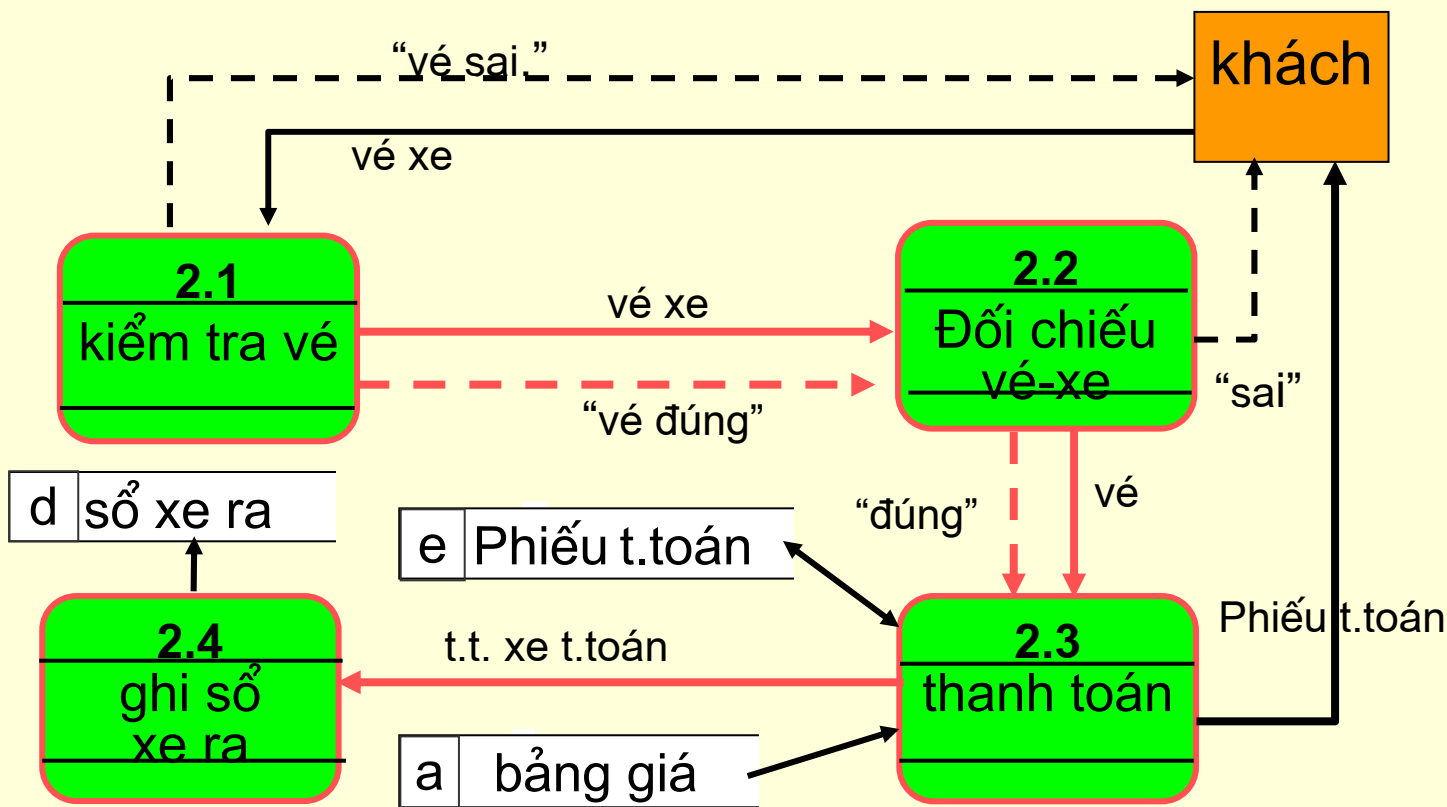 “vé sai.”
khách
vé xe
2.1
kiểm tra vé
vé xe
“vé đúng”
2.2
Đối chiếu
vé-xe
“sai”
d sổ xe ra
e Phiếu t.toán
“đúng”
vé
2.4
ghi sổ
xe ra
t.t. xe t.toán
2.3
thanh toán
Phiếu t.toán
a bảng giá